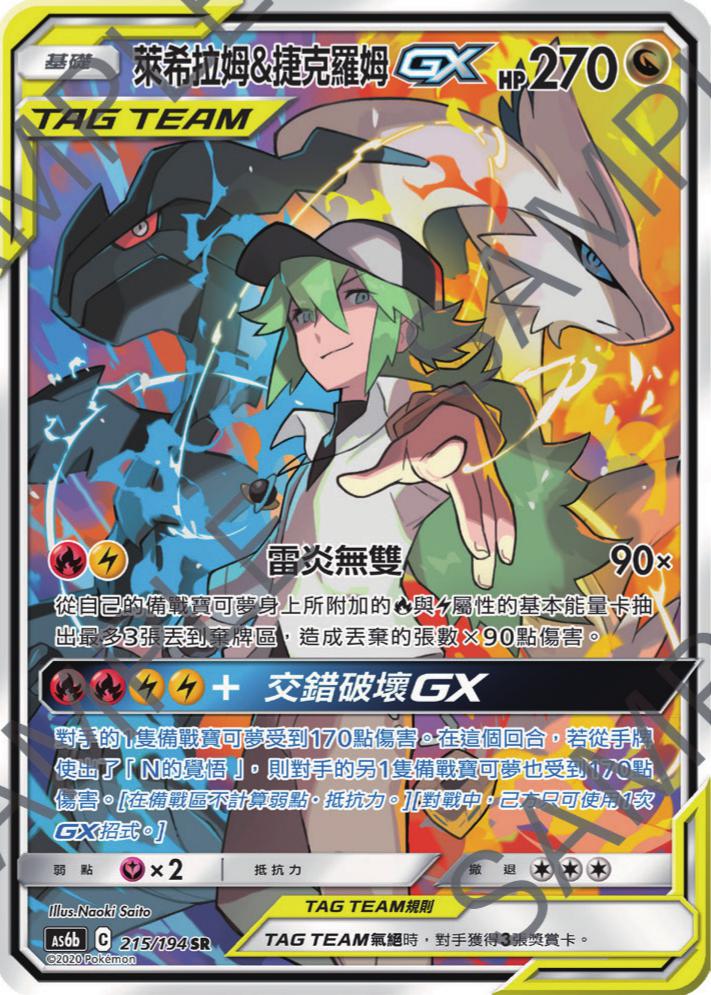 基礎 萊希拉姆&捷克羅姆GX HP270
TAG TEAM
雷炎無雙 90×
從自己的備戰寶可夢身上所附加的與屬性的基本能量卡抽
出最多3張丟到棄牌區，造成丟棄的張數×90點傷害。
+ 交錯破壞GX
對手的1隻備戰寶可夢受到170點傷害。在這個回合，若從手牌
使出了「N的覺悟」，則對手的另1隻備戰寶可夢也受到170點
傷害。[在備戰區不計算弱點・抵抗力。][對戰中，己方只可使用1次
GX招式。]
弱點 ×2 抵抗力 撤退
Illus.Naoki Saito
TAG TEAM規則
AS6b C 215/194 SR
TAG TEAM氣絕時，對手獲得3張獎賞卡。
©2020 Pokémon
SAMPLE
SAMPLE
SAMPLE